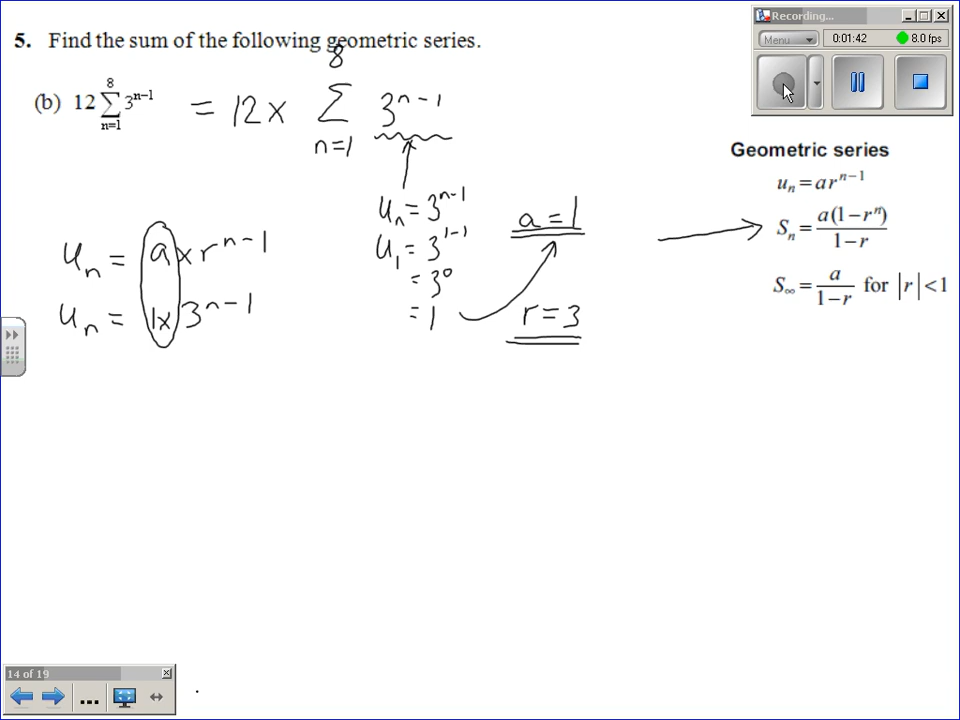 Recording...
Menu 0:01:42 8.0 fps
5. Find the sum of the following geometric series.
(b) 12 ∑_{n=1}^{8} 3^{n−1} = 12 × ∑_{n=1}^{8} 3^{n−1}
Geometric series
u_n = ar^{n−1}
S_n = a(1−r^n)/(1−r)
S_∞ = a/(1−r) for |r| < 1
u_n = 3^{n−1}
u_1 = 3^{1−1}
= 3^0
= 1
a = 1
r = 3
u_n = a × r^{n−1}
u_n = 1 × 3^{n−1}
14 of 19
...